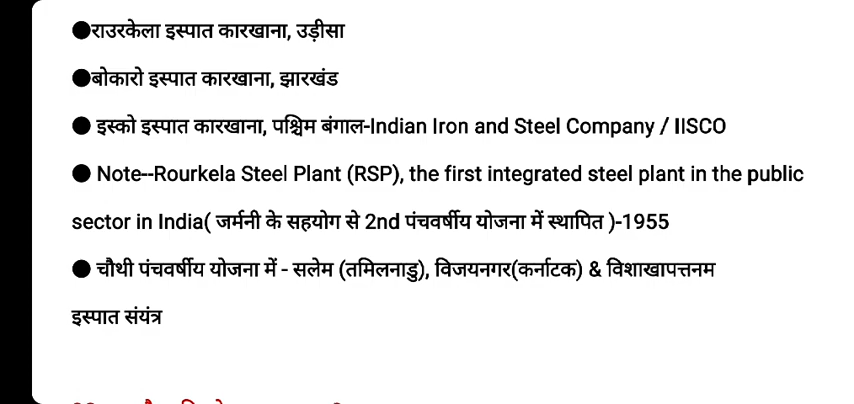 ●राउरकेला इस्पात कारखाना, उड़ीसा
●बोकारो इस्पात कारखाना, झारखंड
● इस्को इस्पात कारखाना, पश्चिम बंगाल-Indian Iron and Steel Company / IISCO
● Note--Rourkela Steel Plant (RSP), the first integrated steel plant in the public
sector in India( जर्मनी के सहयोग से 2nd पंचवर्षीय योजना में स्थापित )-1955
● चौथी पंचवर्षीय योजना में - सलेम (तमिलनाडु), विजयनगर(कर्नाटक) & विशाखापत्तनम
इस्पात संयंत्र